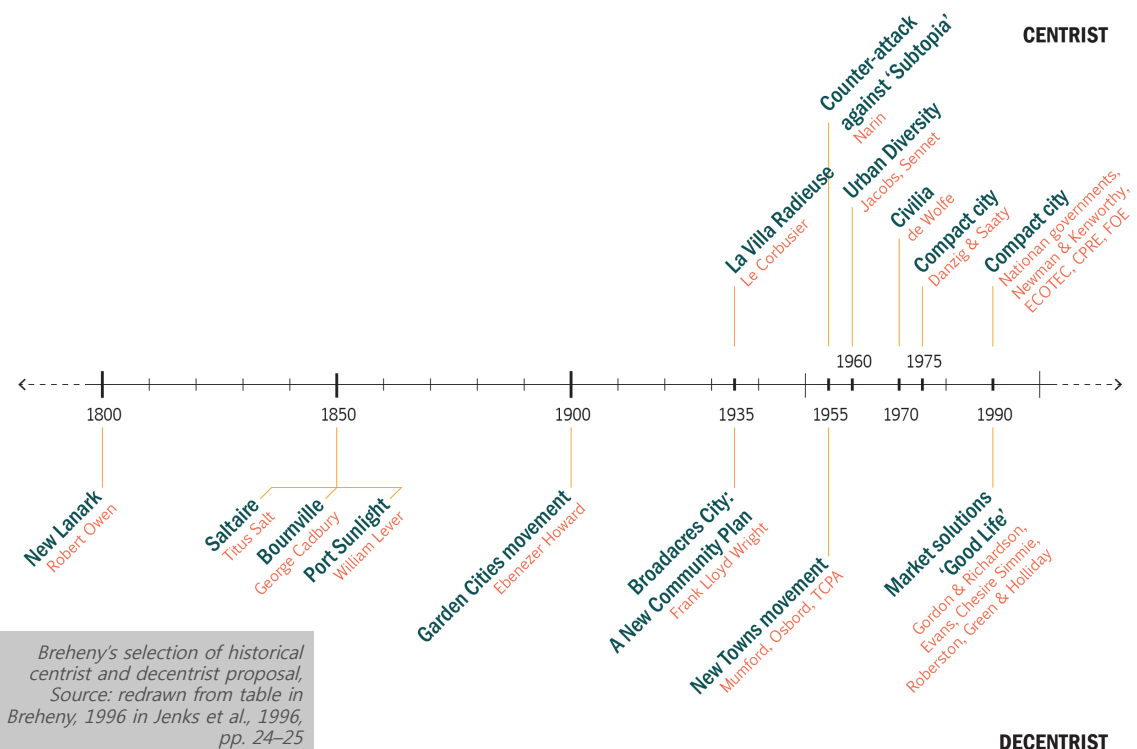 CENTRIST
Counter-attack
against 'Subtopia'
Narin
Urban Diversity
Jacobs, Sennet
La Villa Radieuse
Le Corbusier
Civilia
de Wolfe
Compact city
Danzig & Saaty
Compact city
Nationan governments,
Newman & Kenworthy,
ECOTEC, CPRE, FOE
1960
1975
1800
1850
1900
1935
1955
1970
1990
New Lanark
Robert Owen
Saltaire
Titus Salt
Bournville
George Cadbury
Port Sunlight
William Lever
Garden Cities movement
Ebenezer Howard
Broadacres City:
A New Community Plan
Frank Lloyd Wright
New Towns movement
Mumford, Osbord, TCPA
Market solutions
'Good Life'
Gordon & Richardson,
Evans, Chesire Simmie,
Roberston, Green & Holliday
Breheny's selection of historical
centrist and decentrist proposal,
Source: redrawn from table in
Breheny, 1996 in Jenks et al., 1996,
pp. 24–25
DECENTRIST